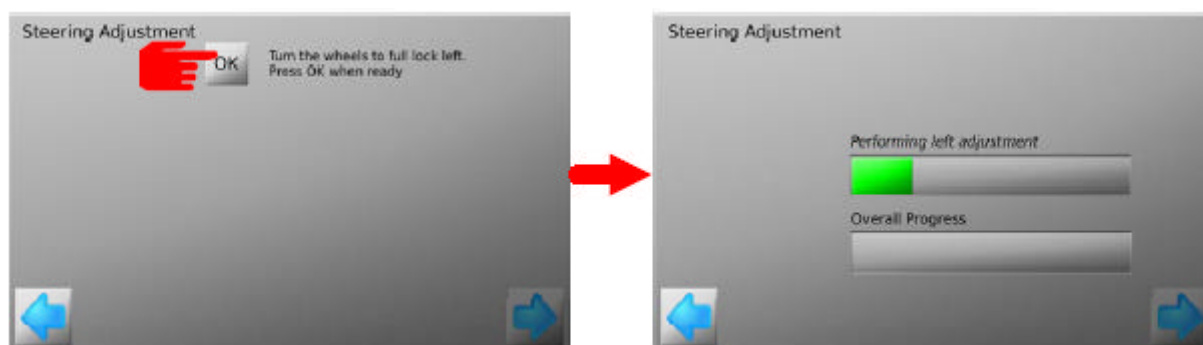 Steering Adjustment
OK
Turn the wheels to full lock left.
Press OK when ready
Steering Adjustment
Performing left adjustment
Overall Progress